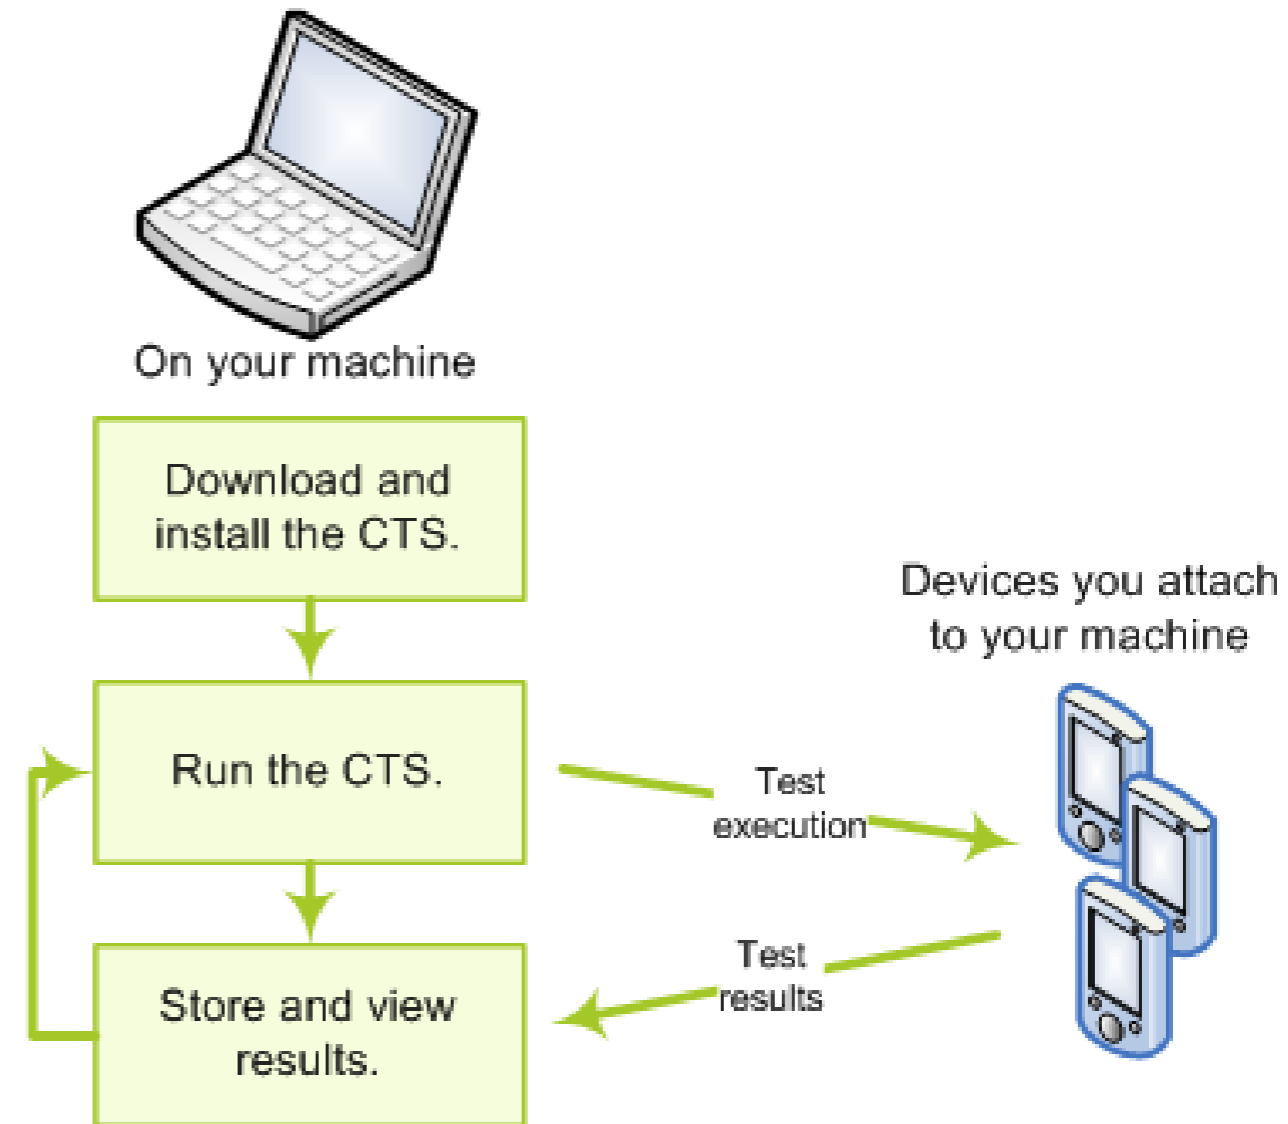 On your machine
Download and
install the CTS.
Devices you attach
to your machine
Run the CTS.
Test
execution
Test
results
Store and view
results.